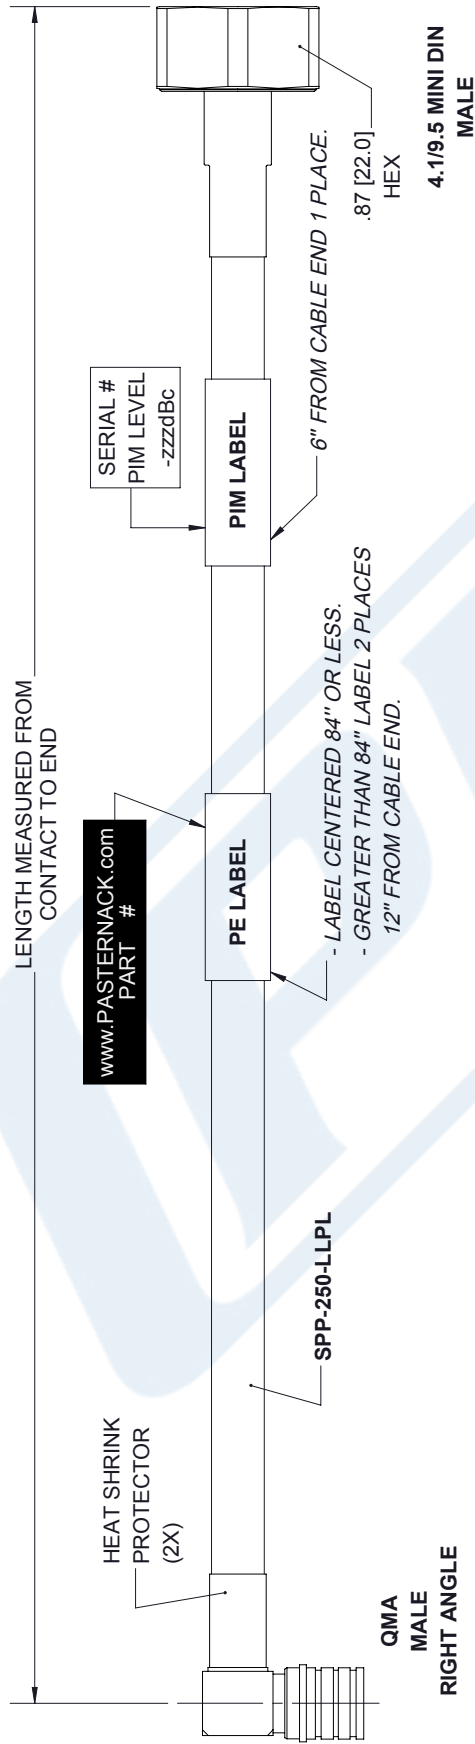 LENGTH MEASURED FROM
CONTACT TO END
HEAT SHRINK
PROTECTOR
(2X)
www.PASTERNACK.com
PART #
SERIAL #
PIM LEVEL
-zzzdBc
PE LABEL
PIM LABEL
SPP-250-LLPL
- LABEL CENTERED 84" OR LESS.
- GREATER THAN 84" LABEL 2 PLACES
12" FROM CABLE END.
6" FROM CABLE END 1 PLACE.
.87 [22.0]
HEX
QMA
MALE
RIGHT ANGLE
4.1/9.5 MINI DIN
MALE